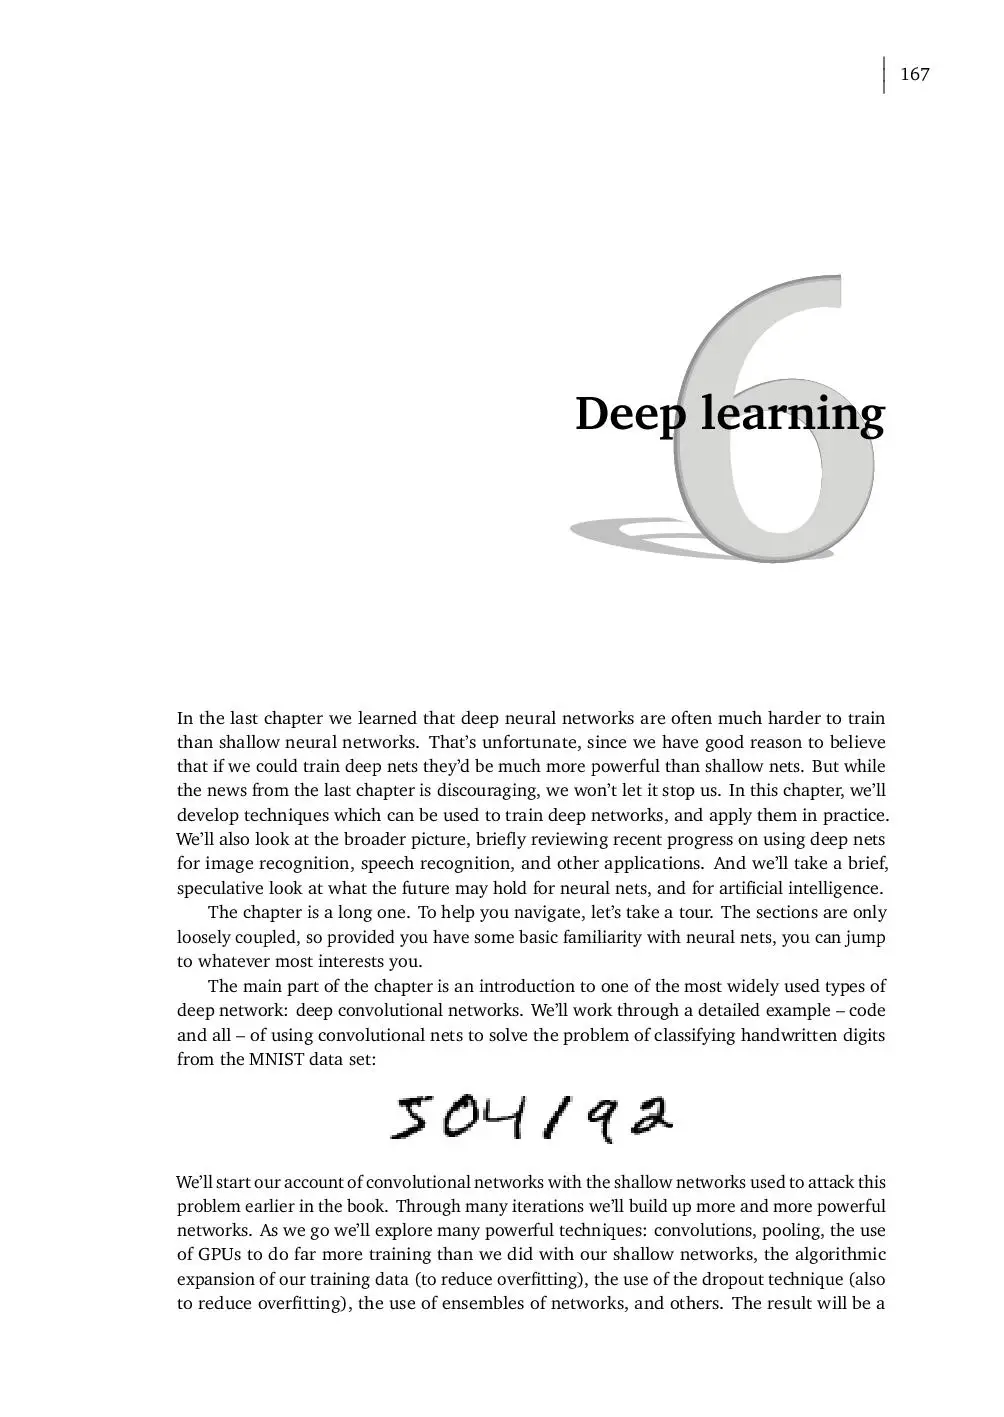 167
6
Deep learning
In the last chapter we learned that deep neural networks are often much harder to train
than shallow neural networks. That's unfortunate, since we have good reason to believe
that if we could train deep nets they'd be much more powerful than shallow nets. But while
the news from the last chapter is discouraging, we won't let it stop us. In this chapter, we'll
develop techniques which can be used to train deep networks, and apply them in practice.
We'll also look at the broader picture, briefly reviewing recent progress on using deep nets
for image recognition, speech recognition, and other applications. And we'll take a brief,
speculative look at what the future may hold for neural nets, and for artificial intelligence.
The chapter is a long one. To help you navigate, let's take a tour. The sections are only
loosely coupled, so provided you have some basic familiarity with neural nets, you can jump
to whatever most interests you.
The main part of the chapter is an introduction to one of the most widely used types of
deep network: deep convolutional networks. We'll work through a detailed example – code
and all – of using convolutional nets to solve the problem of classifying handwritten digits
from the MNIST data set:
504192
We'll start our account of convolutional networks with the shallow networks used to attack this
problem earlier in the book. Through many iterations we'll build up more and more powerful
networks. As we go we'll explore many powerful techniques: convolutions, pooling, the use
of GPUs to do far more training than we did with our shallow networks, the algorithmic
expansion of our training data (to reduce overfitting), the use of the dropout technique (also
to reduce overfitting), the use of ensembles of networks, and others. The result will be a